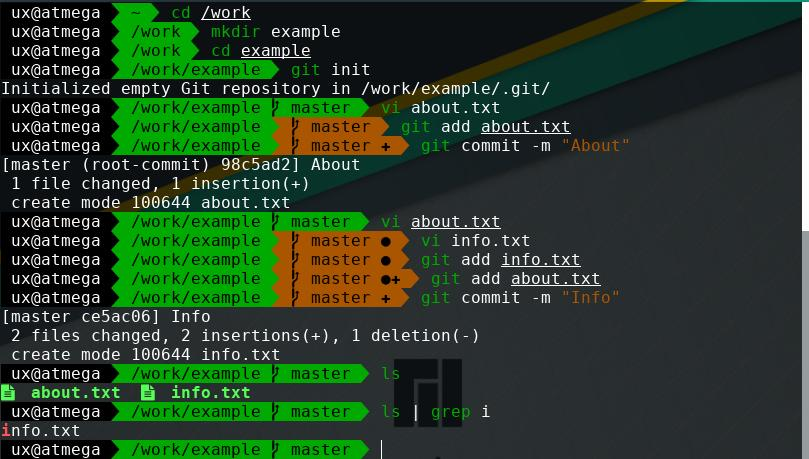 ux@atmega ~ cd /work
ux@atmega /work mkdir example
ux@atmega /work cd example
ux@atmega /work/example git init
Initialized empty Git repository in /work/example/.git/
ux@atmega /work/example master vi about.txt
ux@atmega /work/example master git add about.txt
ux@atmega /work/example master + git commit -m "About"
[master (root-commit) 98c5ad2] About
1 file changed, 1 insertion(+)
create mode 100644 about.txt
ux@atmega /work/example master vi about.txt
ux@atmega /work/example master ● vi info.txt
ux@atmega /work/example master ● git add info.txt
ux@atmega /work/example master ●+ git add about.txt
ux@atmega /work/example master + git commit -m "Info"
[master ce5ac06] Info
2 files changed, 2 insertions(+), 1 deletion(-)
create mode 100644 info.txt
ux@atmega /work/example master ls
about.txt info.txt
ux@atmega /work/example master ls | grep i
info.txt
ux@atmega /work/example master